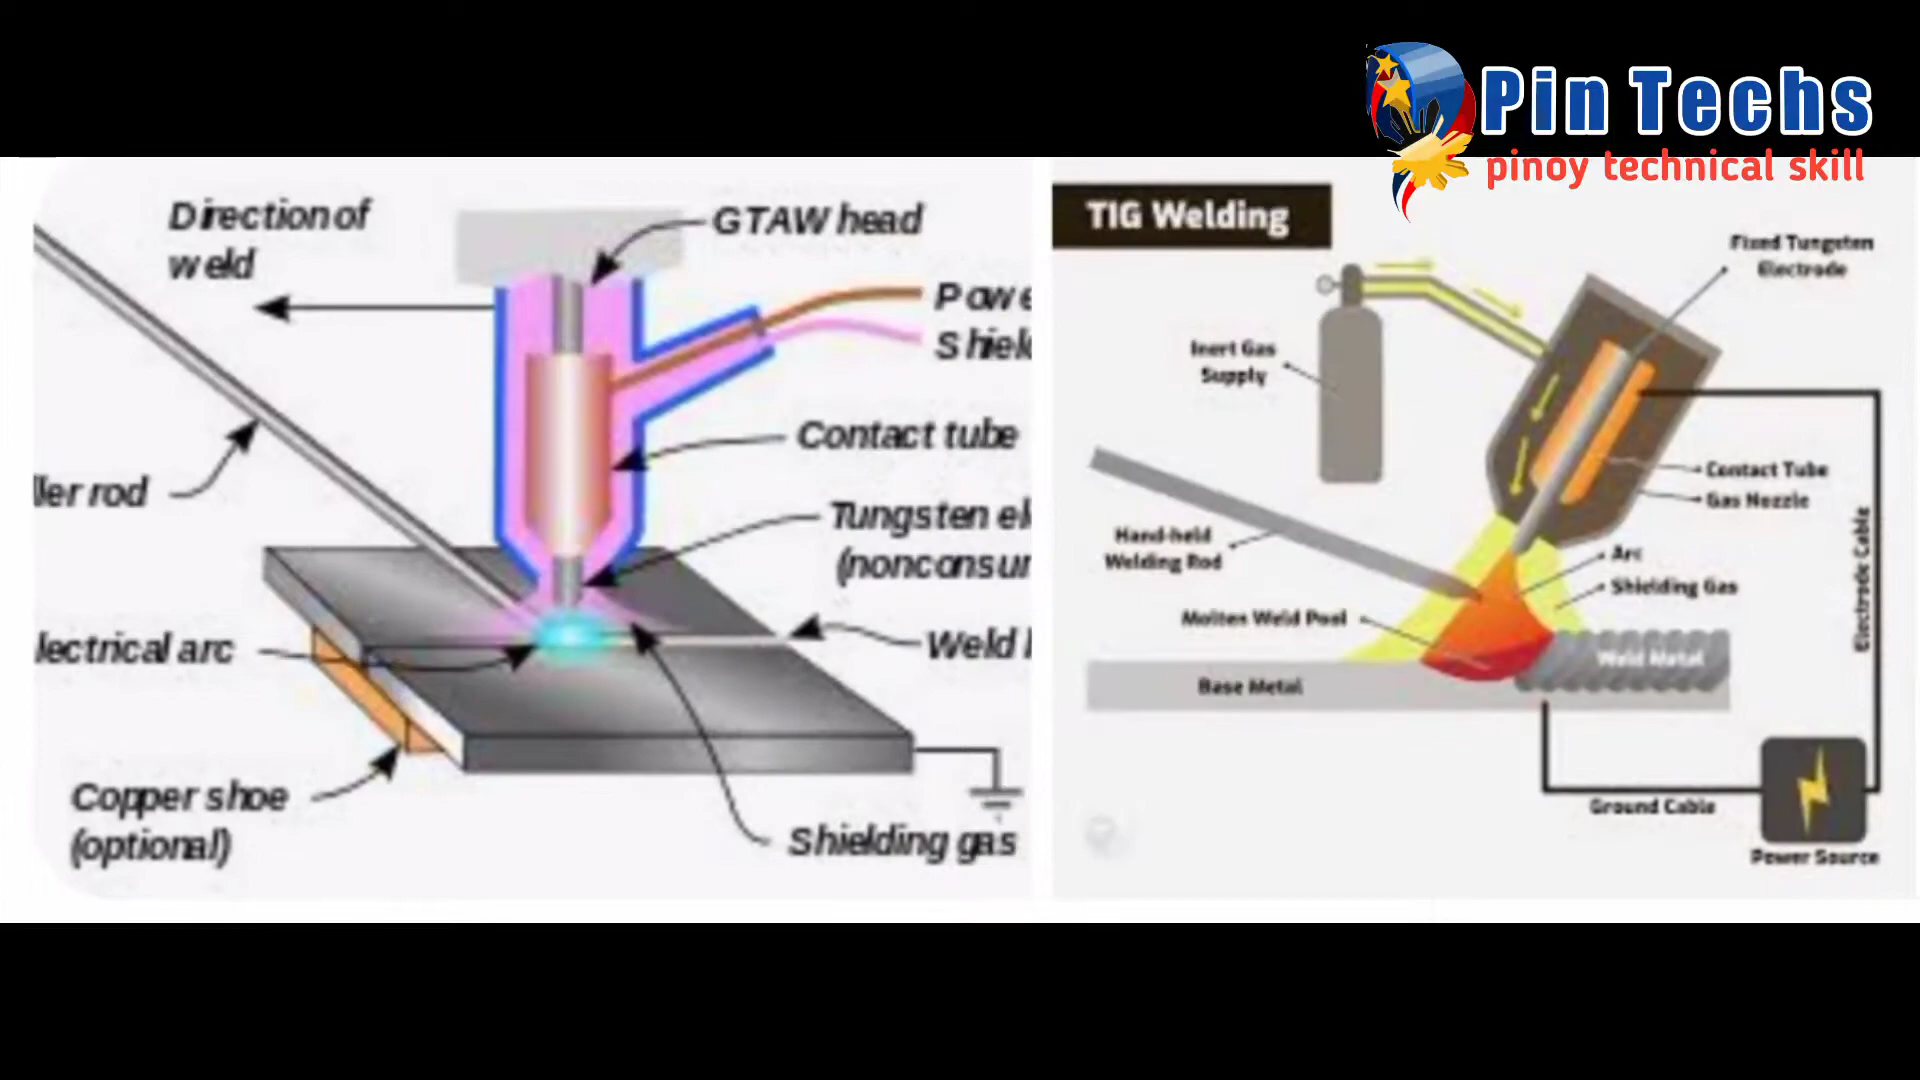 Pin Techs
pinoy technical skill
Direction of
weld
GTAW head
Powe
Shiel
Contact tube
ller rod
Tungsten el
(nonconsu
lectrical arc
Weld
Copper shoe
(optional)
Shielding gas
TIG Welding
Fixed Tungsten
Electrode
Inert Gas
Supply
Contact Tube
Gas Nozzle
Hand-held
Welding Rod
Arc
Shielding Gas
Electrode Cable
Molten Weld Pool
Weld Metal
Base Metal
Ground Cable
Power Source